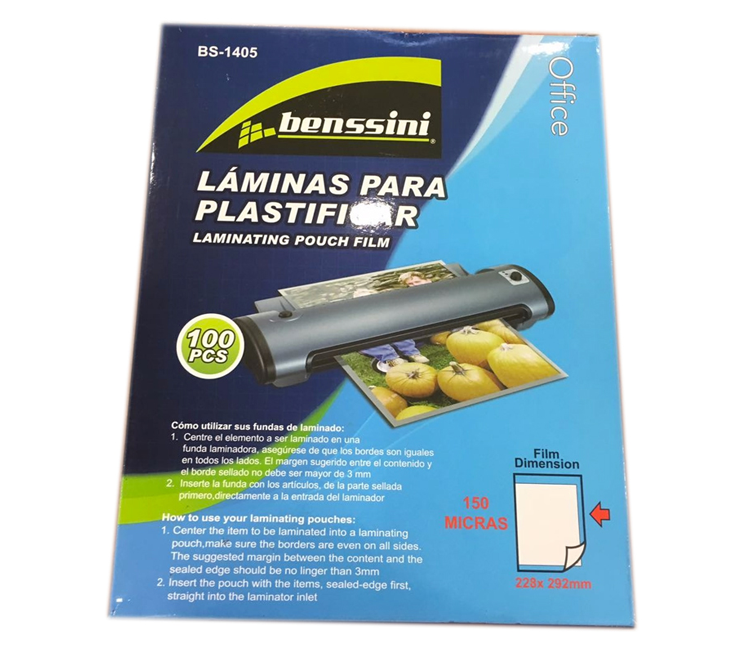 BS-1405
Office
benssini®
LÁMINAS PARA
PLASTIFICAR
LAMINATING POUCH FILM
100
PCS
Cómo utilizar sus fundas de laminado:
1. Centre el elemento a ser laminado en una
funda laminadora, asegúrese de que los bordes son iguales
en todos los lados. El margen sugerido entre el contenido y
el borde sellado no debe ser mayor de 3 mm
2. Inserte la funda con los artículos, de la parte sellada
primero,directamente a la entrada del laminador
How to use your laminating pouches:
1. Center the item to be laminated into a laminating
pouch,make sure the borders are even on all sides.
The suggested margin between the content and the
sealed edge should be no longer than 3mm
2. Insert the pouch with the items, sealed-edge first,
straight into the laminator inlet
Film
Dimension
150
MICRAS
228x 292mm